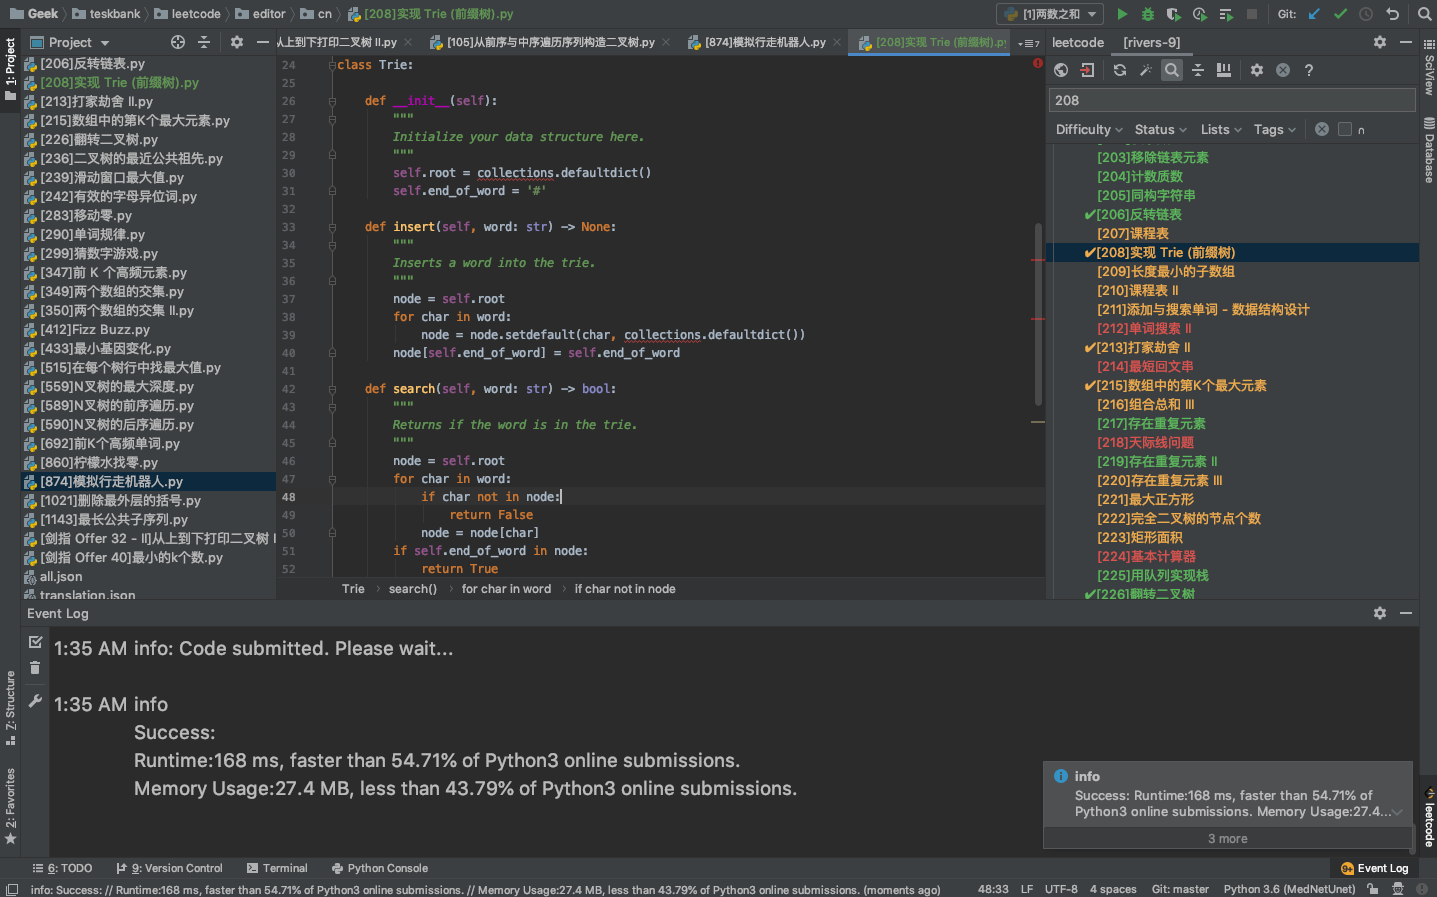 Geek
teskbank
leetcode
editor
cn
[208]实现 Trie (前缀树).py
[1]两数之和
Git:
1: Project
Project
从上到下打印二叉树 II.py
[105]从前序与中序遍历序列构造二叉树.py
[874]模拟行走机器人.py
[208]实现 Trie (前缀树).py
7
leetcode
[rivers-9]
[206]反转链表.py
[208]实现 Trie (前缀树).py
[213]打家劫舍 II.py
[215]数组中的第K个最大元素.py
[226]翻转二叉树.py
[236]二叉树的最近公共祖先.py
[239]滑动窗口最大值.py
[242]有效的字母异位词.py
[283]移动零.py
[290]单词规律.py
[299]猜数字游戏.py
[347]前 K 个高频元素.py
[349]两个数组的交集.py
[350]两个数组的交集 II.py
[412]Fizz Buzz.py
[433]最小基因变化.py
[515]在每个树行中找最大值.py
[559]N叉树的最大深度.py
[589]N叉树的前序遍历.py
[590]N叉树的后序遍历.py
[692]前K个高频单词.py
[860]柠檬水找零.py
[874]模拟行走机器人.py
[1021]删除最外层的括号.py
[1143]最长公共子序列.py
[剑指 Offer 32 - II]从上到下打印二叉树 I
[剑指 Offer 40]最小的k个数.py
all.json
translation.json
24 class Trie:
25
26 def __init__(self):
27 """
28 Initialize your data structure here.
29 """
30 self.root = collections.defaultdict()
31 self.end_of_word = '#'
32
33 def insert(self, word: str) -> None:
34 """
35 Inserts a word into the trie.
36 """
37 node = self.root
38 for char in word:
39 node = node.setdefault(char, collections.defaultdict())
40 node[self.end_of_word] = self.end_of_word
41
42 def search(self, word: str) -> bool:
43 """
44 Returns if the word is in the trie.
45 """
46 node = self.root
47 for char in word:
48 if char not in node:
49 return False
50 node = node[char]
51 if self.end_of_word in node:
52 return True
Trie
search()
for char in word
if char not in node
208
Difficulty
Status
Lists
Tags
[203]移除链表元素
[204]计数质数
[205]同构字符串
✔[206]反转链表
[207]课程表
✔[208]实现 Trie (前缀树)
[209]长度最小的子数组
[210]课程表 II
[211]添加与搜索单词 - 数据结构设计
[212]单词搜索 II
✔[213]打家劫舍 II
[214]最短回文串
✔[215]数组中的第K个最大元素
[216]组合总和 III
[217]存在重复元素
[218]天际线问题
[219]存在重复元素 II
[220]存在重复元素 III
[221]最大正方形
[222]完全二叉树的节点个数
[223]矩形面积
[224]基本计算器
[225]用队列实现栈
✔[226]翻转二叉树
SciView
Database
leetcode
Event Log
1:35 AM info: Code submitted. Please wait...
1:35 AM info
Success:
Runtime:168 ms, faster than 54.71% of Python3 online submissions.
Memory Usage:27.4 MB, less than 43.79% of Python3 online submissions.
info
Success: Runtime:168 ms, faster than 54.71% of
Python3 online submissions. Memory Usage:27.4...
3 more
Z: Structure
2: Favorites
6: TODO
9: Version Control
Terminal
Python Console
9+ Event Log
info: Success: // Runtime:168 ms, faster than 54.71% of Python3 online submissions. // Memory Usage:27.4 MB, less than 43.79% of Python3 online submissions. (moments ago)
48:33
LF
UTF-8
4 spaces
Git: master
Python 3.6 (MedNetUnet)